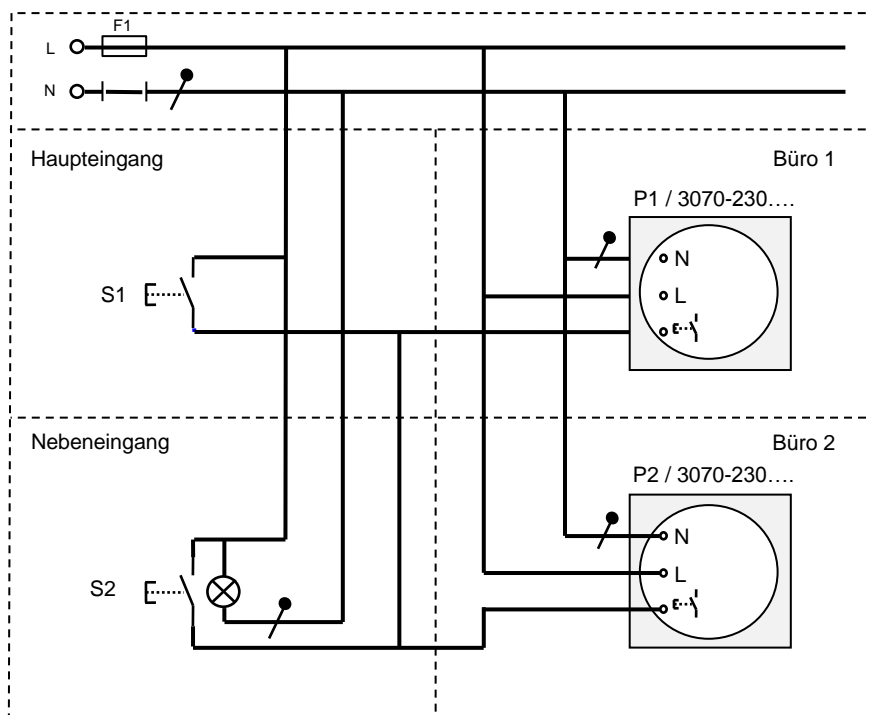 F1
L
N
Haupteingang
Büro 1
P1 / 3070-230….
N
S1
L
Nebeneingang
Büro 2
P2 / 3070-230….
N
L
S2